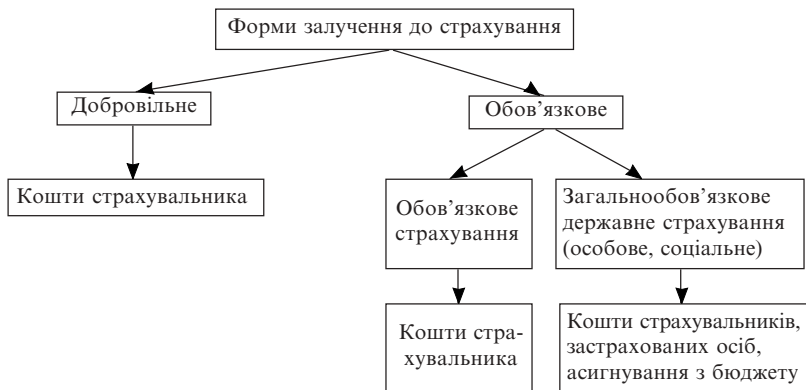 Форми залучення до страхування
Добровільне
Обов’язкове
Кошти страхувальника
Обов’язкове
страхування
Загальнообов’язкове
державне страхування
(особове, соціальне)
Кошти стра-
хувальника
Кошти страхувальників,
застрахованих осіб,
асигнування з бюджету